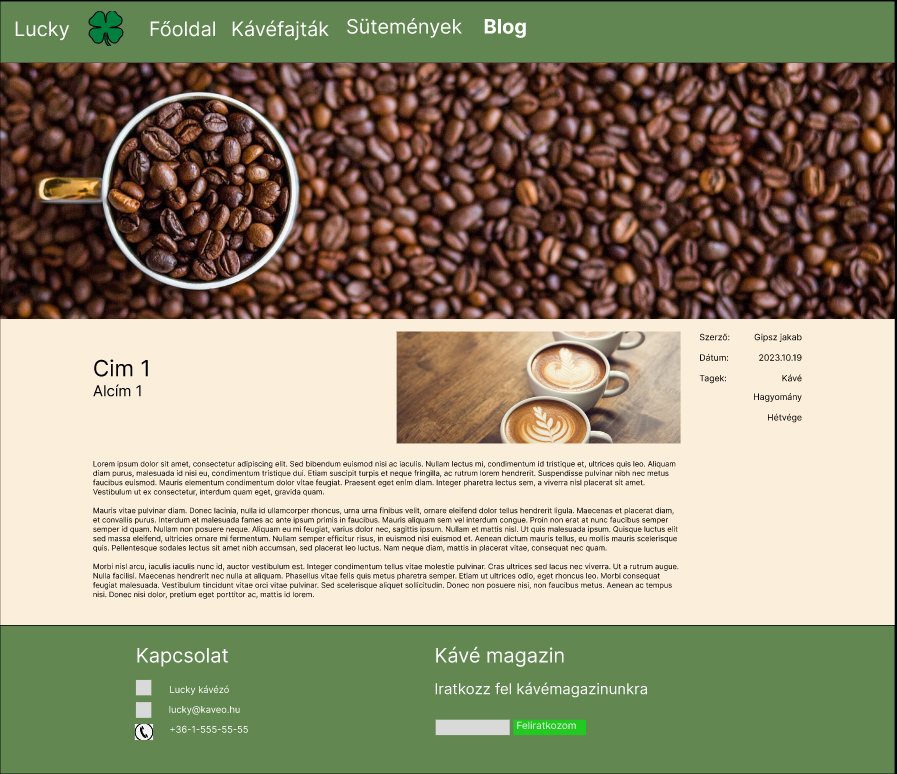 Lucky Főoldal Kávéfajták Sütemények Blog
Cim 1
Alcím 1
Szerző: Gipsz jakab
Dátum: 2023.10.19
Tagek: Kávé
Hagyomány
Hétvége
Lorem ipsum dolor sit amet, consectetur adipiscing elit. Sed bibendum euismod nisi ac iaculis. Nullam lectus mi, condimentum id tristique et, ultrices quis leo. Aliquam
diam purus, malesuada id nisi eu, condimentum tristique dui. Etiam suscipit turpis et neque fringilla, ac rutrum lorem hendrerit. Suspendisse pulvinar nibh nec metus
faucibus euismod. Mauris elementum condimentum dolor vitae feugiat. Praesent eget enim diam. Integer pharetra lectus sem, a viverra nisl placerat sit amet.
Vestibulum ut ex consectetur, interdum quam eget, gravida quam.
Mauris vitae pulvinar diam. Donec lacinia, nulla id ullamcorper rhoncus, urna urna finibus velit, ornare eleifend dolor tellus hendrerit ligula. Maecenas et placerat diam,
et convallis purus. Interdum et malesuada fames ac ante ipsum primis in faucibus. Mauris aliquam sem vel interdum congue. Proin non erat at nunc faucibus semper
semper id quam. Nullam non posuere neque. Aliquam eu mi feugiat, varius dolor nec, sagittis ipsum. Nullam et mattis nisl. Ut quis malesuada ipsum. Quisque luctus elit
sed massa eleifend, ultricies ornare mi fermentum. Nullam semper efficitur risus, in euismod nisi euismod et. Aenean dictum mauris tellus, eu mollis mauris scelerisque
quis. Pellentesque sodales lectus sit amet nibh accumsan, sed placerat leo luctus. Nam neque diam, mattis in placerat vitae, consequat nec quam.
Morbi nisl arcu, iaculis iaculis nunc id, auctor vestibulum est. Integer condimentum tellus vitae molestie pulvinar. Cras ultrices sed lacus nec viverra. Ut a rutrum augue.
Nulla facilisi. Maecenas hendrerit nec nulla at aliquam. Phasellus vitae felis quis metus pharetra semper. Etiam ut ultrices odio, eget rhoncus leo. Morbi consequat
feugiat malesuada. Vestibulum tincidunt vitae orci vitae pulvinar. Sed scelerisque aliquet sollicitudin. Donec non posuere nisi, non faucibus metus. Aenean ac tempus
nisi. Donec nisi dolor, pretium eget porttitor ac, mattis id lorem.
Kapcsolat
Lucky kávézó
lucky@kaveo.hu
+36-1-555-55-55
Kávé magazin
Iratkozz fel kávémagazinunkra
Feliratkozom